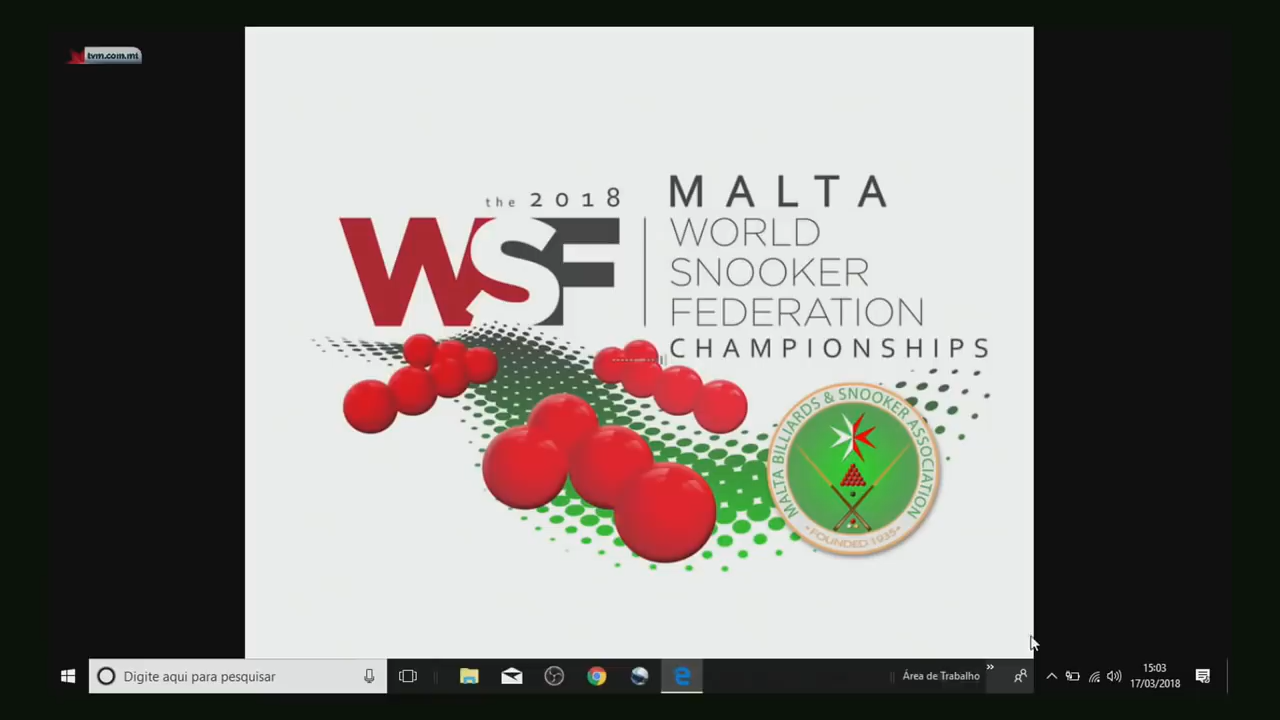 tvm.com.mt
the 2018
WSF
MALTA
WORLD
SNOOKER
FEDERATION
CHAMPIONSHIPS
MALTA BILLIARDS & SNOOKER ASSOCIATION
• FOUNDED 1935 •
Digite aqui para pesquisar
Área de Trabalho
»
15:03
17/03/2018